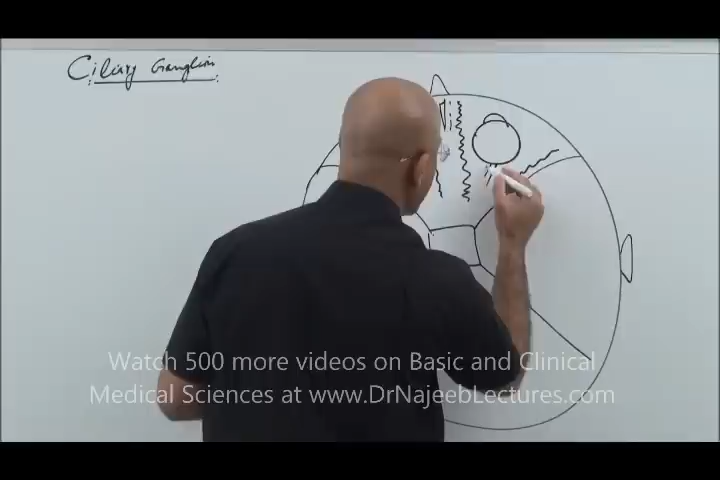 Ciliary Ganglion
Watch 500 more videos on Basic and Clinical
Medical Sciences at www.DrNajeebLectures.com